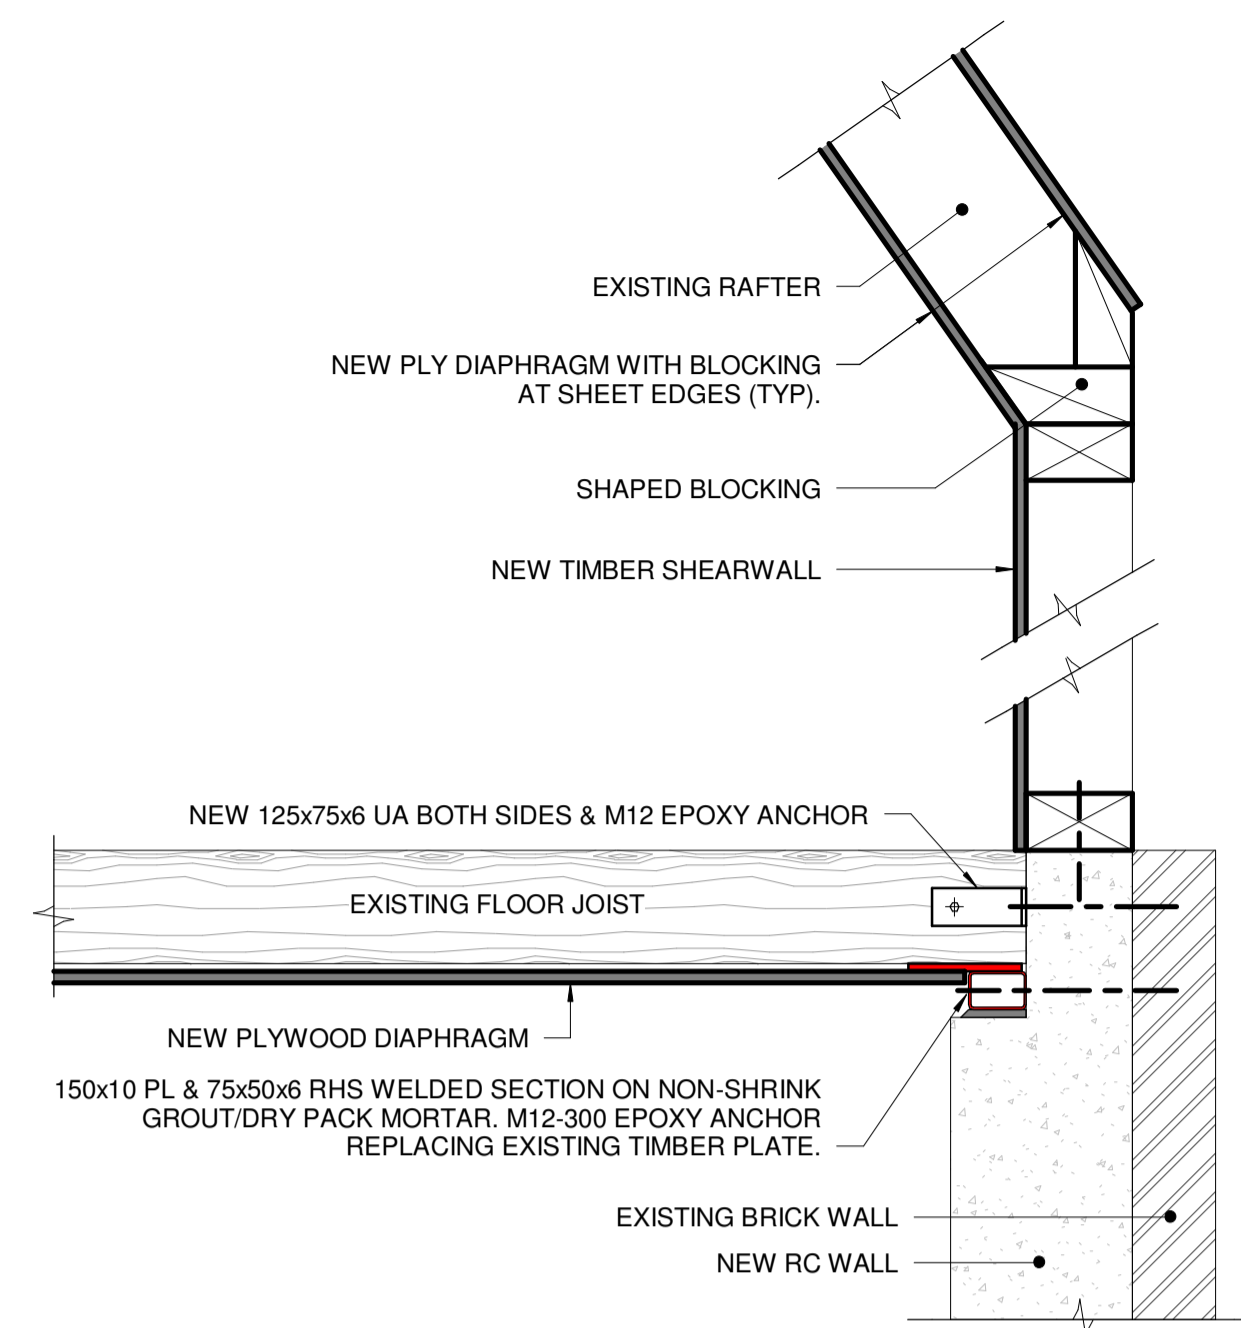 EXISTING RAFTER
NEW PLY DIAPHRAGM WITH BLOCKING
AT SHEET EDGES (TYP).
SHAPED BLOCKING
NEW TIMBER SHEARWALL
NEW 125x75x6 UA BOTH SIDES & M12 EPOXY ANCHOR
EXISTING FLOOR JOIST
NEW PLYWOOD DIAPHRAGM
150x10 PL & 75x50x6 RHS WELDED SECTION ON NON-SHRINK
GROUT/DRY PACK MORTAR. M12-300 EPOXY ANCHOR
REPLACING EXISTING TIMBER PLATE.
EXISTING BRICK WALL
NEW RC WALL